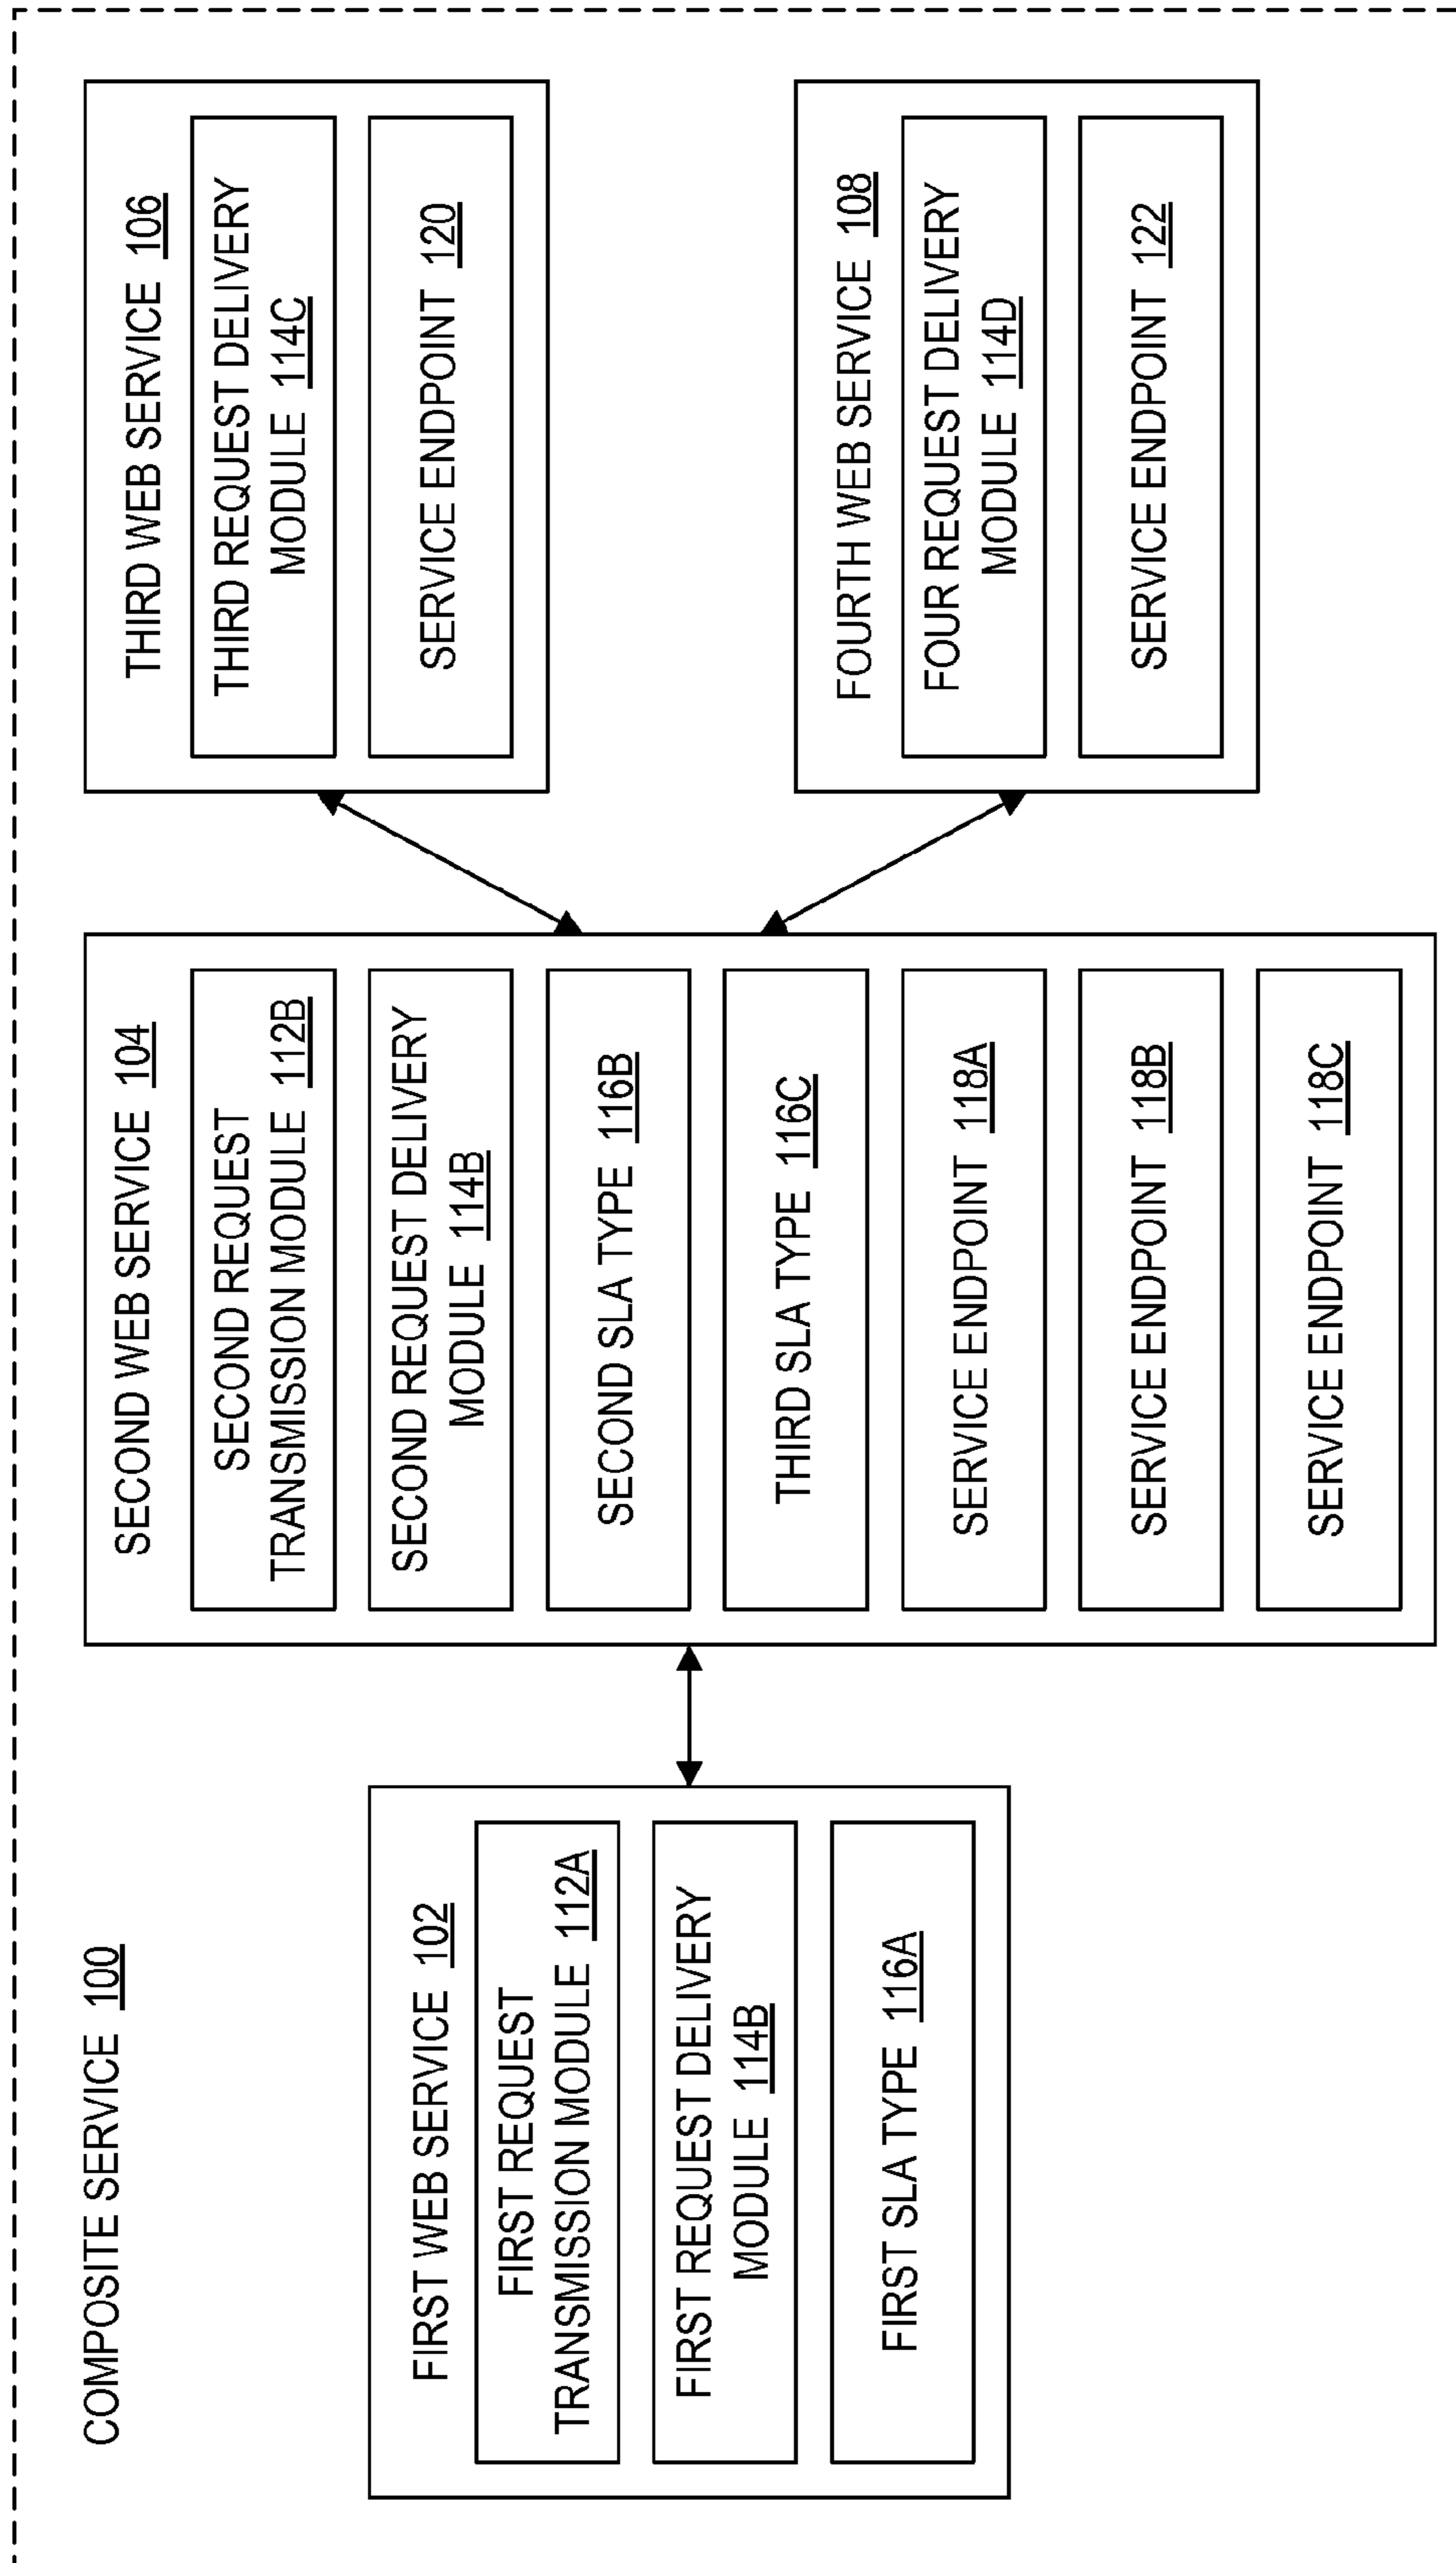 COMPOSITE SERVICE 100
FIRST WEB SERVICE 102
FIRST REQUEST
TRANSMISSION MODULE 112A
FIRST REQUEST DELIVERY
MODULE 114B
FIRST SLA TYPE 116A
SECOND WEB SERVICE 104
SECOND REQUEST
TRANSMISSION MODULE 112B
SECOND REQUEST DELIVERY
MODULE 114B
SECOND SLA TYPE 116B
THIRD SLA TYPE 116C
SERVICE ENDPOINT 118A
SERVICE ENDPOINT 118B
SERVICE ENDPOINT 118C
THIRD WEB SERVICE 106
THIRD REQUEST DELIVERY
MODULE 114C
SERVICE ENDPOINT 120
FOURTH WEB SERVICE 108
FOUR REQUEST DELIVERY
MODULE 114D
SERVICE ENDPOINT 122